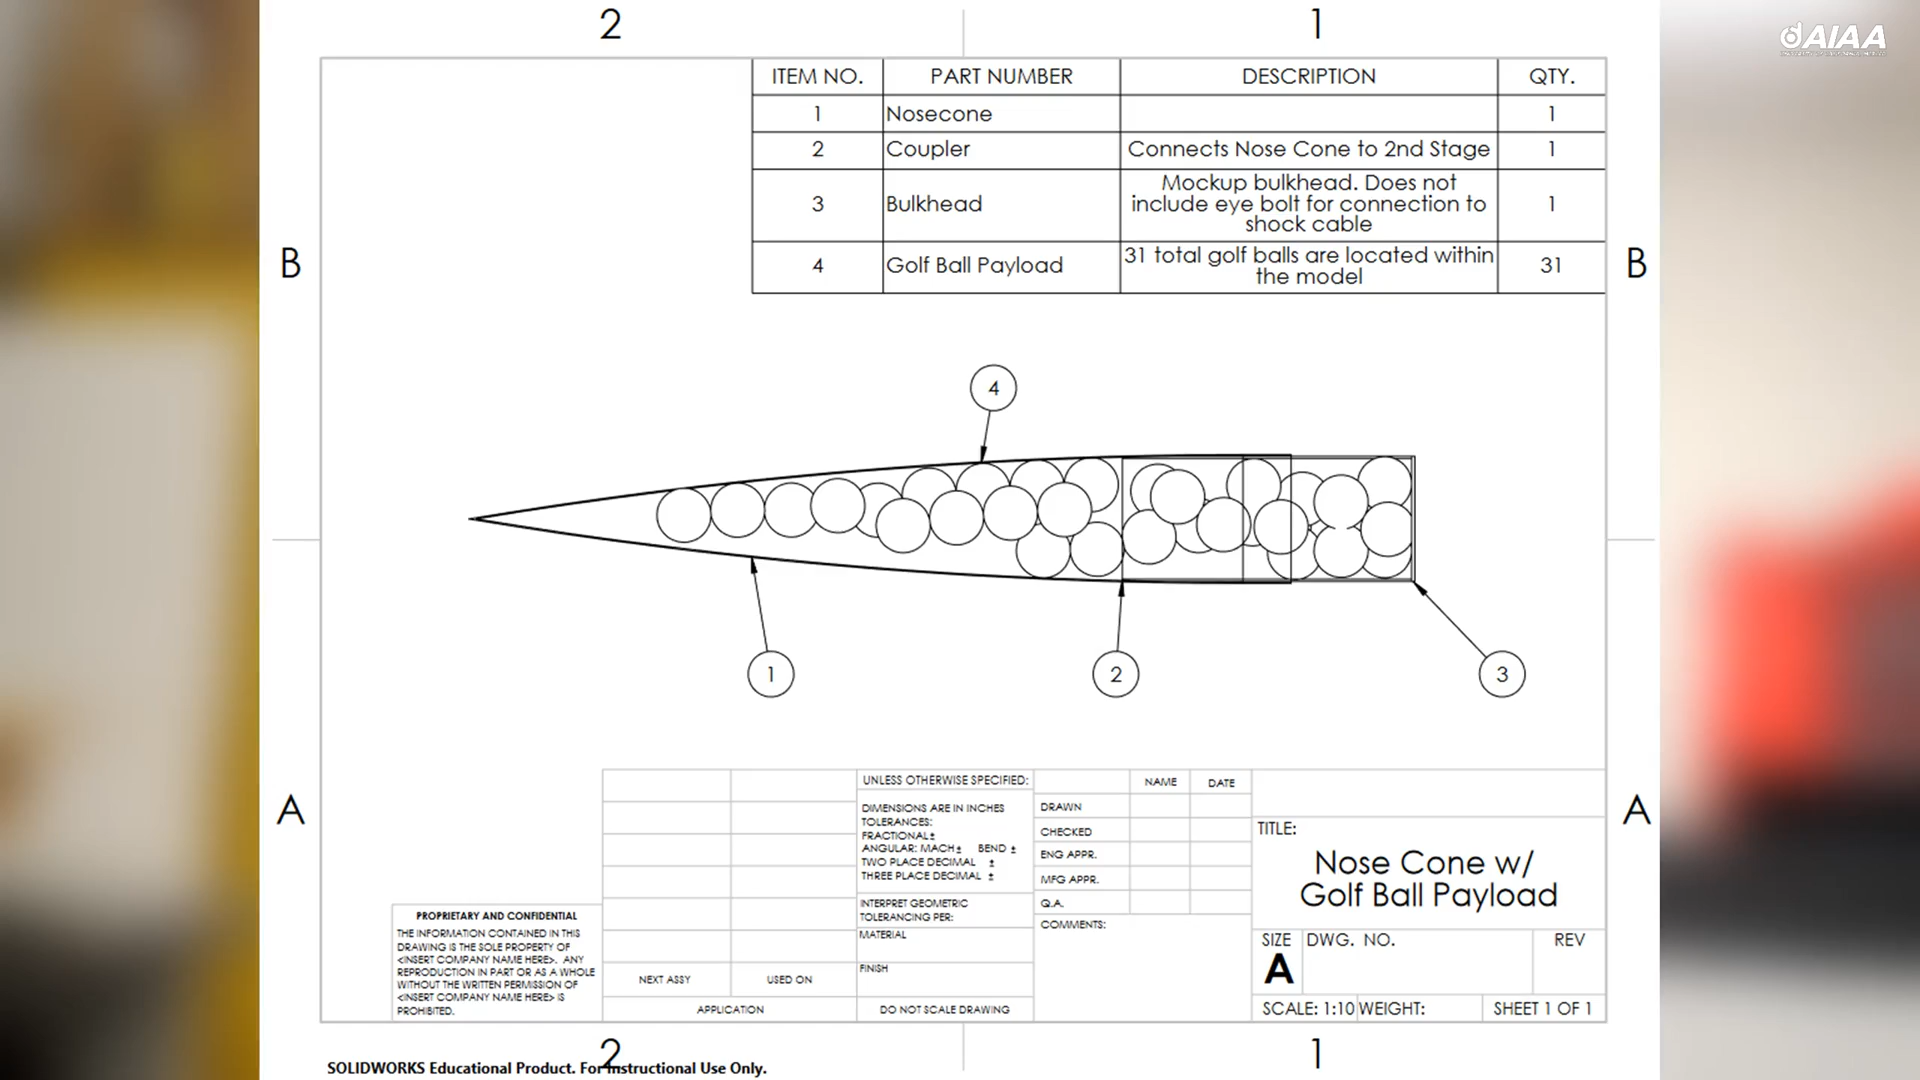 2 1
AIAA
ITEM NO. PART NUMBER DESCRIPTION QTY.
1 Nosecone 1
2 Coupler Connects Nose Cone to 2nd Stage 1
3 Bulkhead Mockup bulkhead. Does not include eye bolt for connection to shock cable 1
4 Golf Ball Payload 31 total golf balls are located within the model 31
B B
4
1 2 3
A A
UNLESS OTHERWISE SPECIFIED:
DIMENSIONS ARE IN INCHES
TOLERANCES:
FRACTIONAL±
ANGULAR: MACH± BEND ±
TWO PLACE DECIMAL ±
THREE PLACE DECIMAL ±
INTERPRET GEOMETRIC
TOLERANCING PER:
MATERIAL
FINISH
DO NOT SCALE DRAWING
NAME DATE
DRAWN
CHECKED
ENG APPR.
MFG APPR.
Q.A.
COMMENTS:
TITLE:
Nose Cone w/
Golf Ball Payload
SIZE DWG. NO. REV
A
SCALE: 1:10 WEIGHT: SHEET 1 OF 1
PROPRIETARY AND CONFIDENTIAL
THE INFORMATION CONTAINED IN THIS
DRAWING IS THE SOLE PROPERTY OF
<INSERT COMPANY NAME HERE>. ANY
REPRODUCTION IN PART OR AS A WHOLE
WITHOUT THE WRITTEN PERMISSION OF
<INSERT COMPANY NAME HERE> IS
PROHIBITED.
NEXT ASSY USED ON
APPLICATION
2 1
SOLIDWORKS Educational Product. For Instructional Use Only.